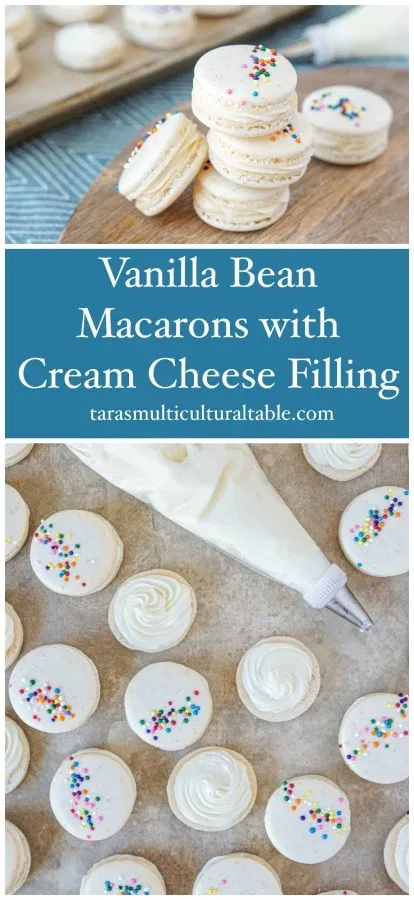 Vanilla Bean
Macarons with
Cream Cheese Filling
tarasmulticulturaltable.com